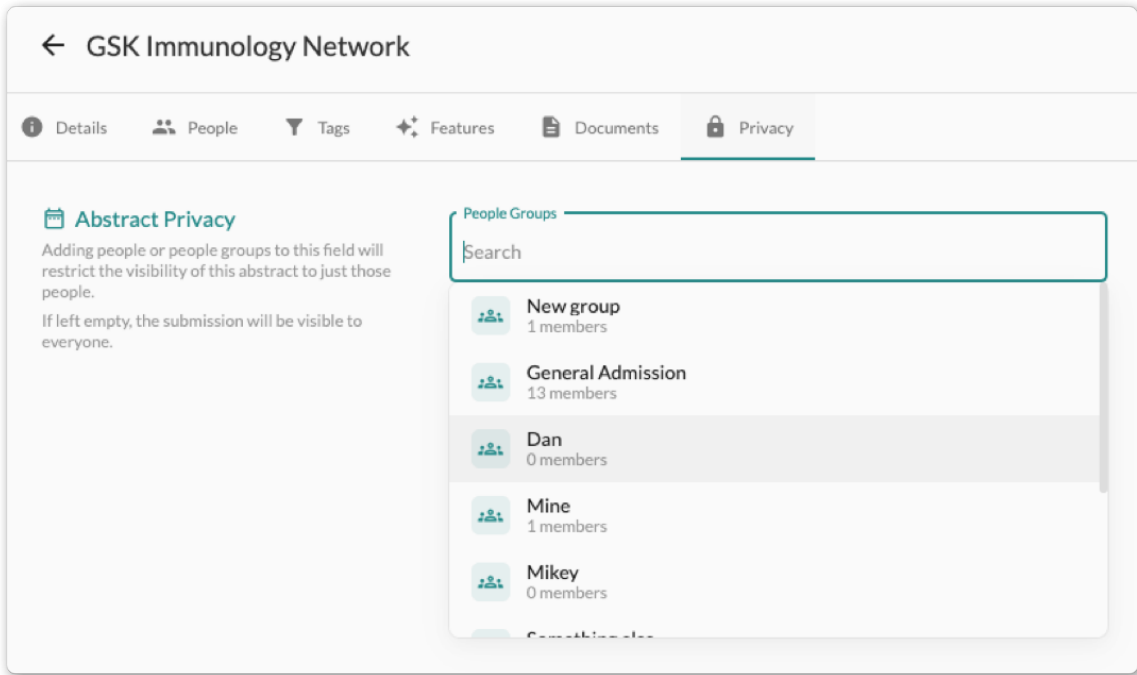 GSK Immunology Network
Details
People
Tags
Features
Documents
Privacy
Abstract Privacy
Adding people or people groups to this field will
restrict the visibility of this abstract to just those
people.
If left empty, the submission will be visible to
everyone.
People Groups
Search
New group
1 members
General Admission
13 members
Dan
0 members
Mine
1 members
Mikey
0 members
Something else